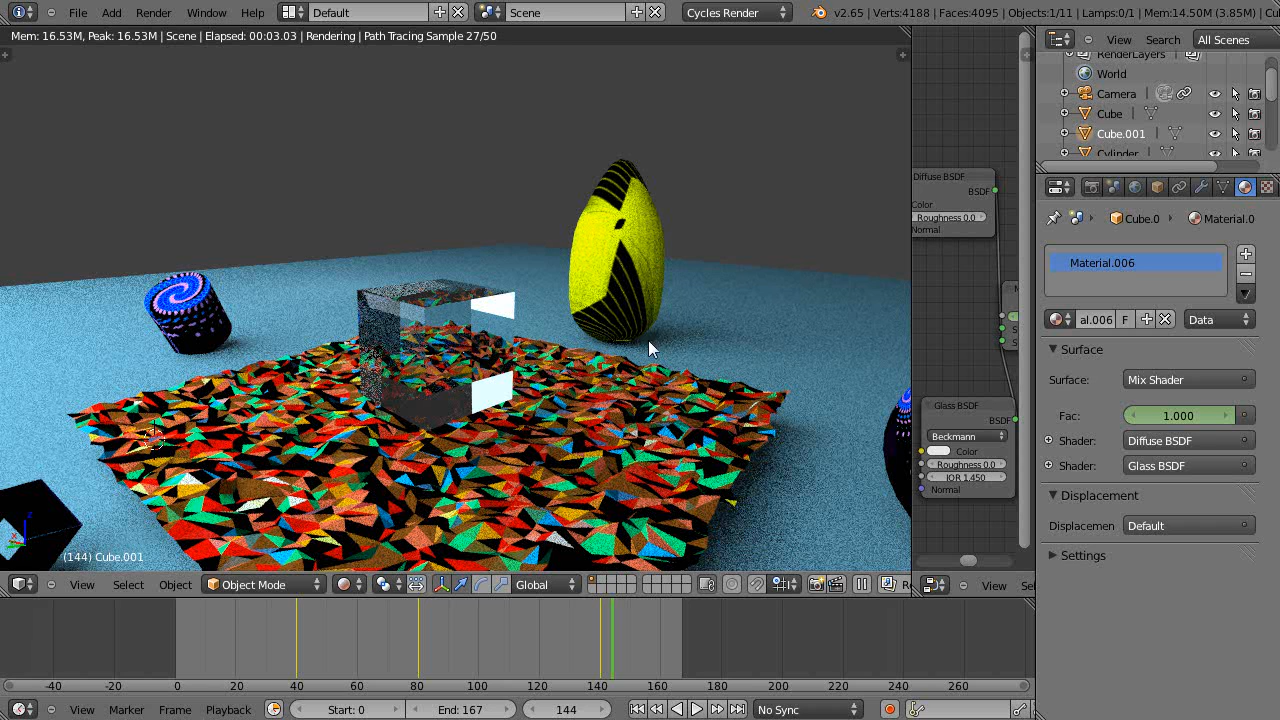 File Add Render Window Help Default Scene Cycles Render v2.65 | Verts:4188 | Faces:4095 | Objects:1/11 | Lamps:0/1 | Mem:14.50M (3.85M) | Cu
Mem: 16.53M, Peak: 16.53M | Scene | Elapsed: 00:03.03 | Rendering | Path Tracing Sample 27/50
View Search All Scenes
RenderLayers
World
Camera
Cube
Cube.001
Cylinder
Diffuse BSDF
BSDF
Color
Roughness 0.0
Normal
Glass BSDF
BSDF
Beckmann
Color
Roughness 0.0
IOR 1.450
Normal
Cube.0 Material.0
Material.006
al.006 F Data
Surface
Surface: Mix Shader
Fac: 1.000
Shader: Diffuse BSDF
Shader: Glass BSDF
Displacement
Displacemen Default
Settings
(144) Cube.001
View Select Object Object Mode Global Re
View Sel
-40 -20 0 20 40 60 80 100 120 140 160 180 200 220 240 260
View Marker Frame Playback Start: 0 End: 167 144 No Sync